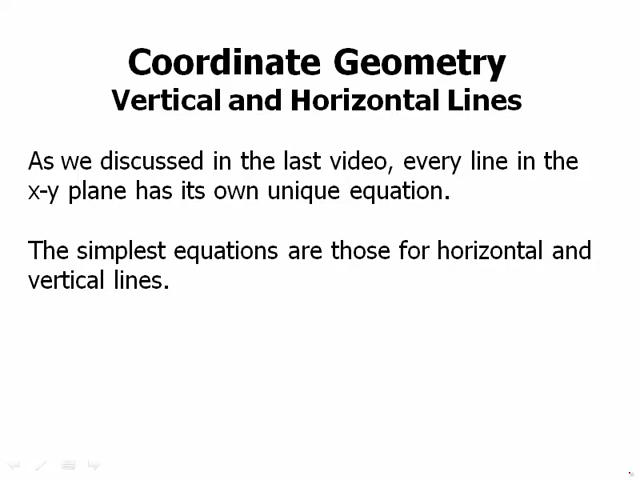 Coordinate Geometry
Vertical and Horizontal Lines
As we discussed in the last video, every line in the
x-y plane has its own unique equation.
The simplest equations are those for horizontal and
vertical lines.